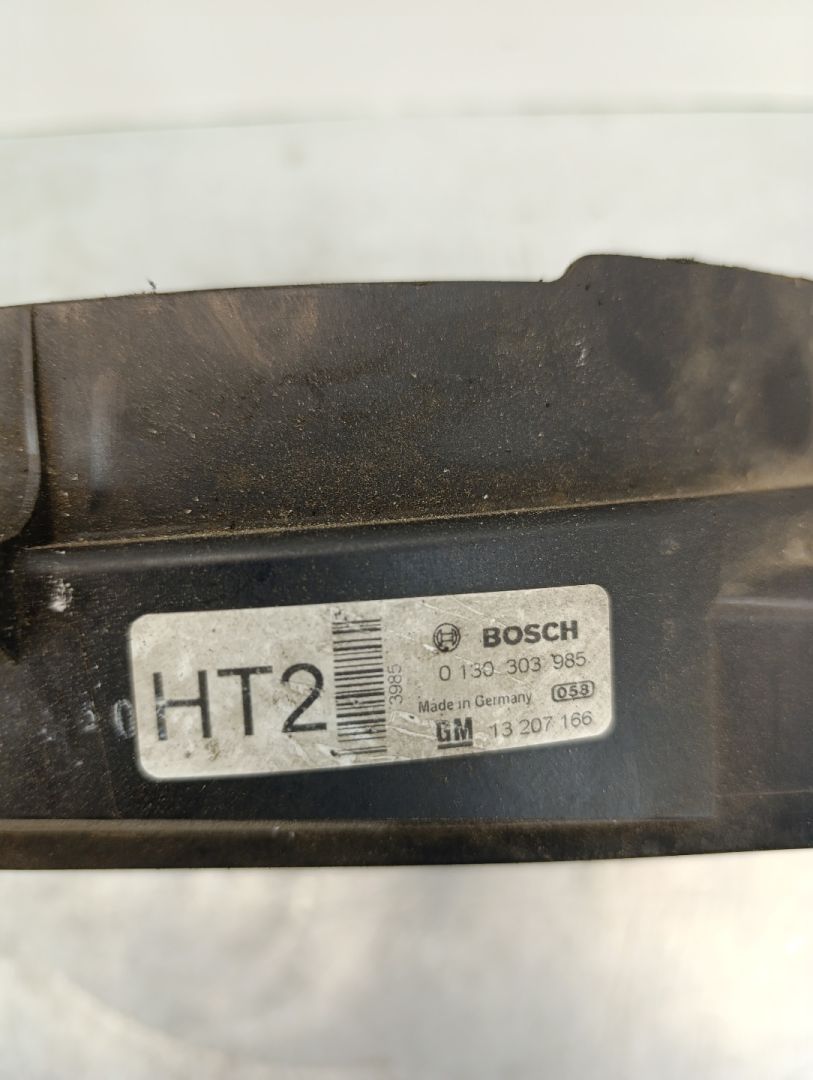 HT2
3985
BOSCH
0 130 303 985
Made in Germany 058
GM 13 207 166